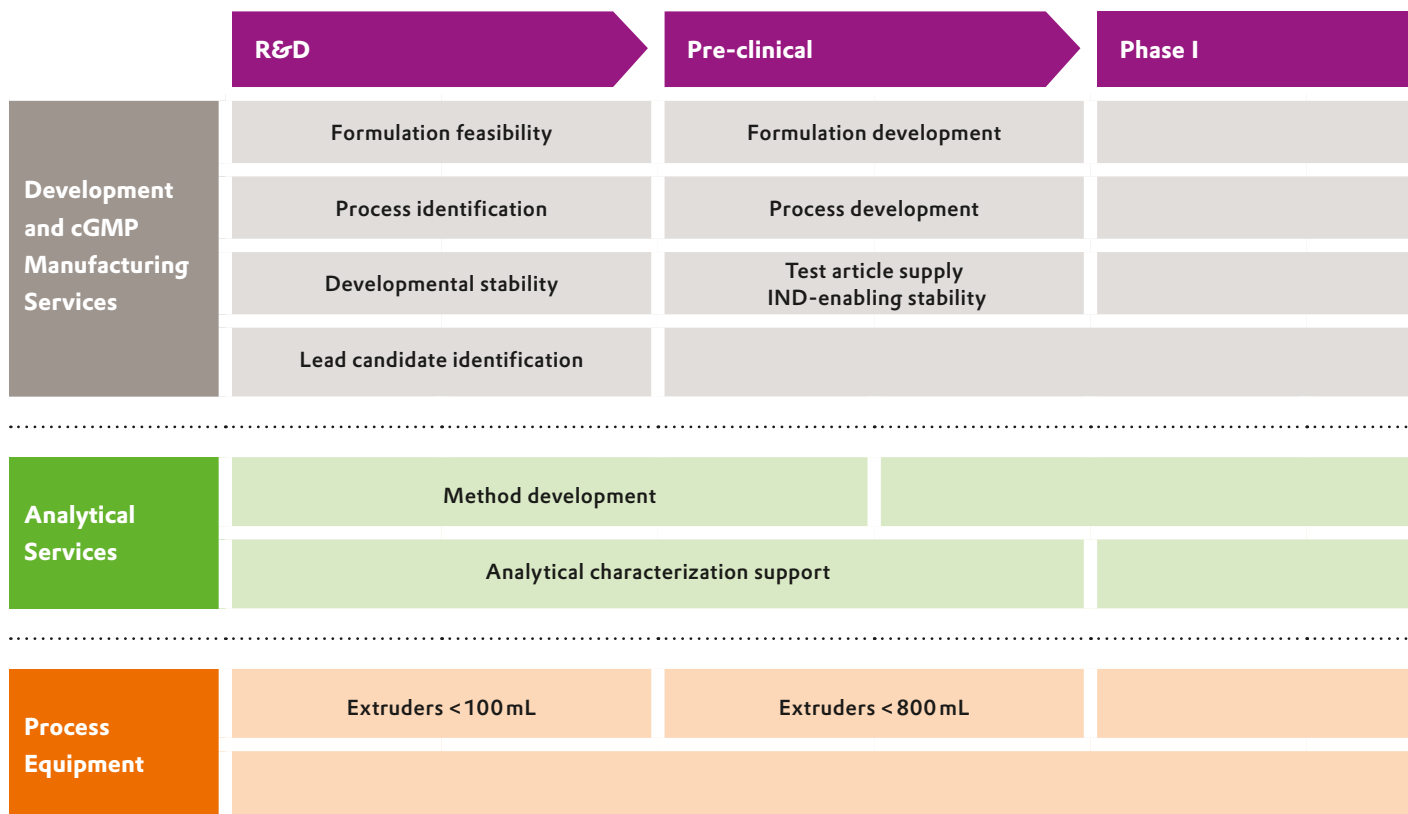 R&D
Pre-clinical
Phase I
Development
and cGMP
Manufacturing
Services
Formulation feasibility
Formulation development
Process identification
Process development
Developmental stability
Test article supply
IND-enabling stability
Lead candidate identification
Analytical
Services
Method development
Analytical characterization support
Process
Equipment
Extruders <100 mL
Extruders <800 mL